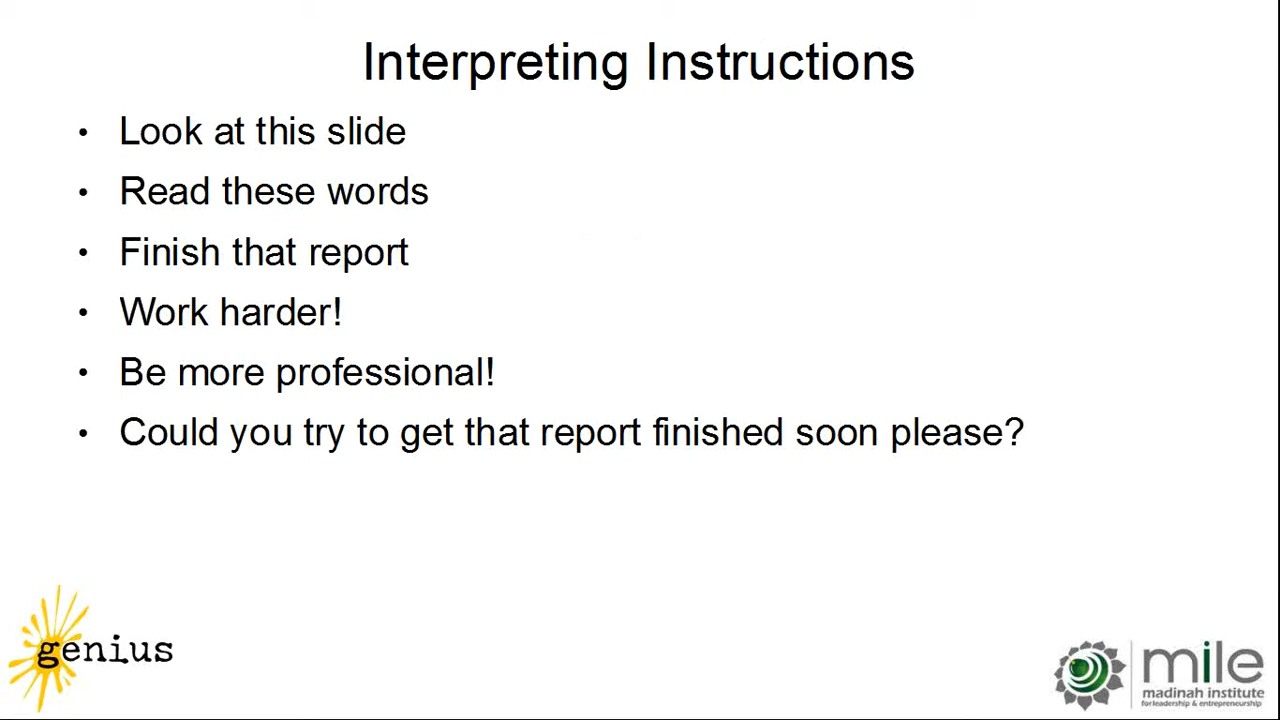 Interpreting Instructions
• Look at this slide
• Read these words
• Finish that report
• Work harder!
• Be more professional!
• Could you try to get that report finished soon please?
genius
mile
madinah institute
for leadership & entrepreneurship